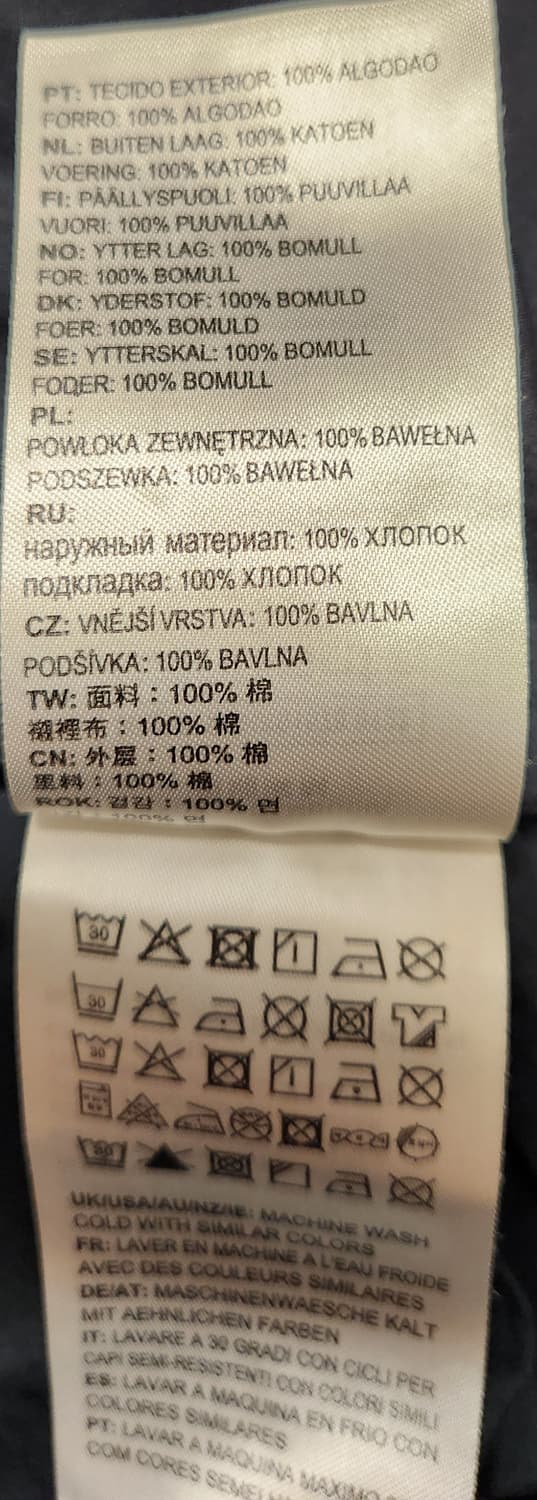 PT: TECIDO EXTERIOR: 100% ALGODAO
FORRO: 100% ALGODAO
NL: BUITEN LAAG: 100% KATOEN
VOERING: 100% KATOEN
FI: PÄÄLLYSPUOLI: 100% PUUVILLAA
VUORI: 100% PUUVILLAA
NO: YTTER LAG: 100% BOMULL
FOR: 100% BOMULL
DK: YDERSTOF: 100% BOMULD
FOER: 100% BOMULD
SE: YTTERSKAL: 100% BOMULL
FODER: 100% BOMULL
PL:
POWŁOKA ZEWNĘTRZNA: 100% BAWEŁNA
PODSZEWKA: 100% BAWEŁNA
RU:
наружный материал: 100% ХЛОПОК
подкладка: 100% ХЛОПОК
CZ: VNĚJŠÍ VRSTVA: 100% BAVLNA
PODŠÍVKA: 100% BAVLNA
TW: 面料：100% 棉
襯裡布：100% 棉
CN: 外层：100% 棉
里料：100% 棉
ROK: 겉감：100% 면
100% 면
30
30
30
30
UK/USA/AU/NZ/IE: MACHINE WASH
COLD WITH SIMILAR COLORS
FR: LAVER EN MACHINE A L'EAU FROIDE
AVEC DES COULEURS SIMILAIRES
DE/AT: MASCHINENWAESCHE KALT
MIT AEHNLICHEN FARBEN
IT: LAVARE A 30 GRADI CON CICLI PER
CAPI SEMI-RESISTENTI CON COLORI SIMILI
ES: LAVAR A MAQUINA EN FRIO CON
COLORES SIMILARES
PT: LAVAR A MAQUINA MAXIMO
COM CORES